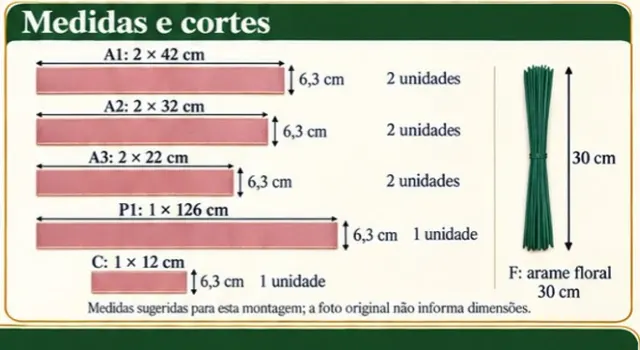 Medidas e cortes
A1: 2 × 42 cm
6,3 cm 2 unidades
A2: 2 × 32 cm
6,3 cm 2 unidades
A3: 2 × 22 cm
6,3 cm 2 unidades
P1: 1 × 126 cm
6,3 cm 1 unidade
C: 1 × 12 cm
6,3 cm 1 unidade
30 cm
F: arame floral
30 cm
Medidas sugeridas para esta montagem; a foto original não informa dimensões.